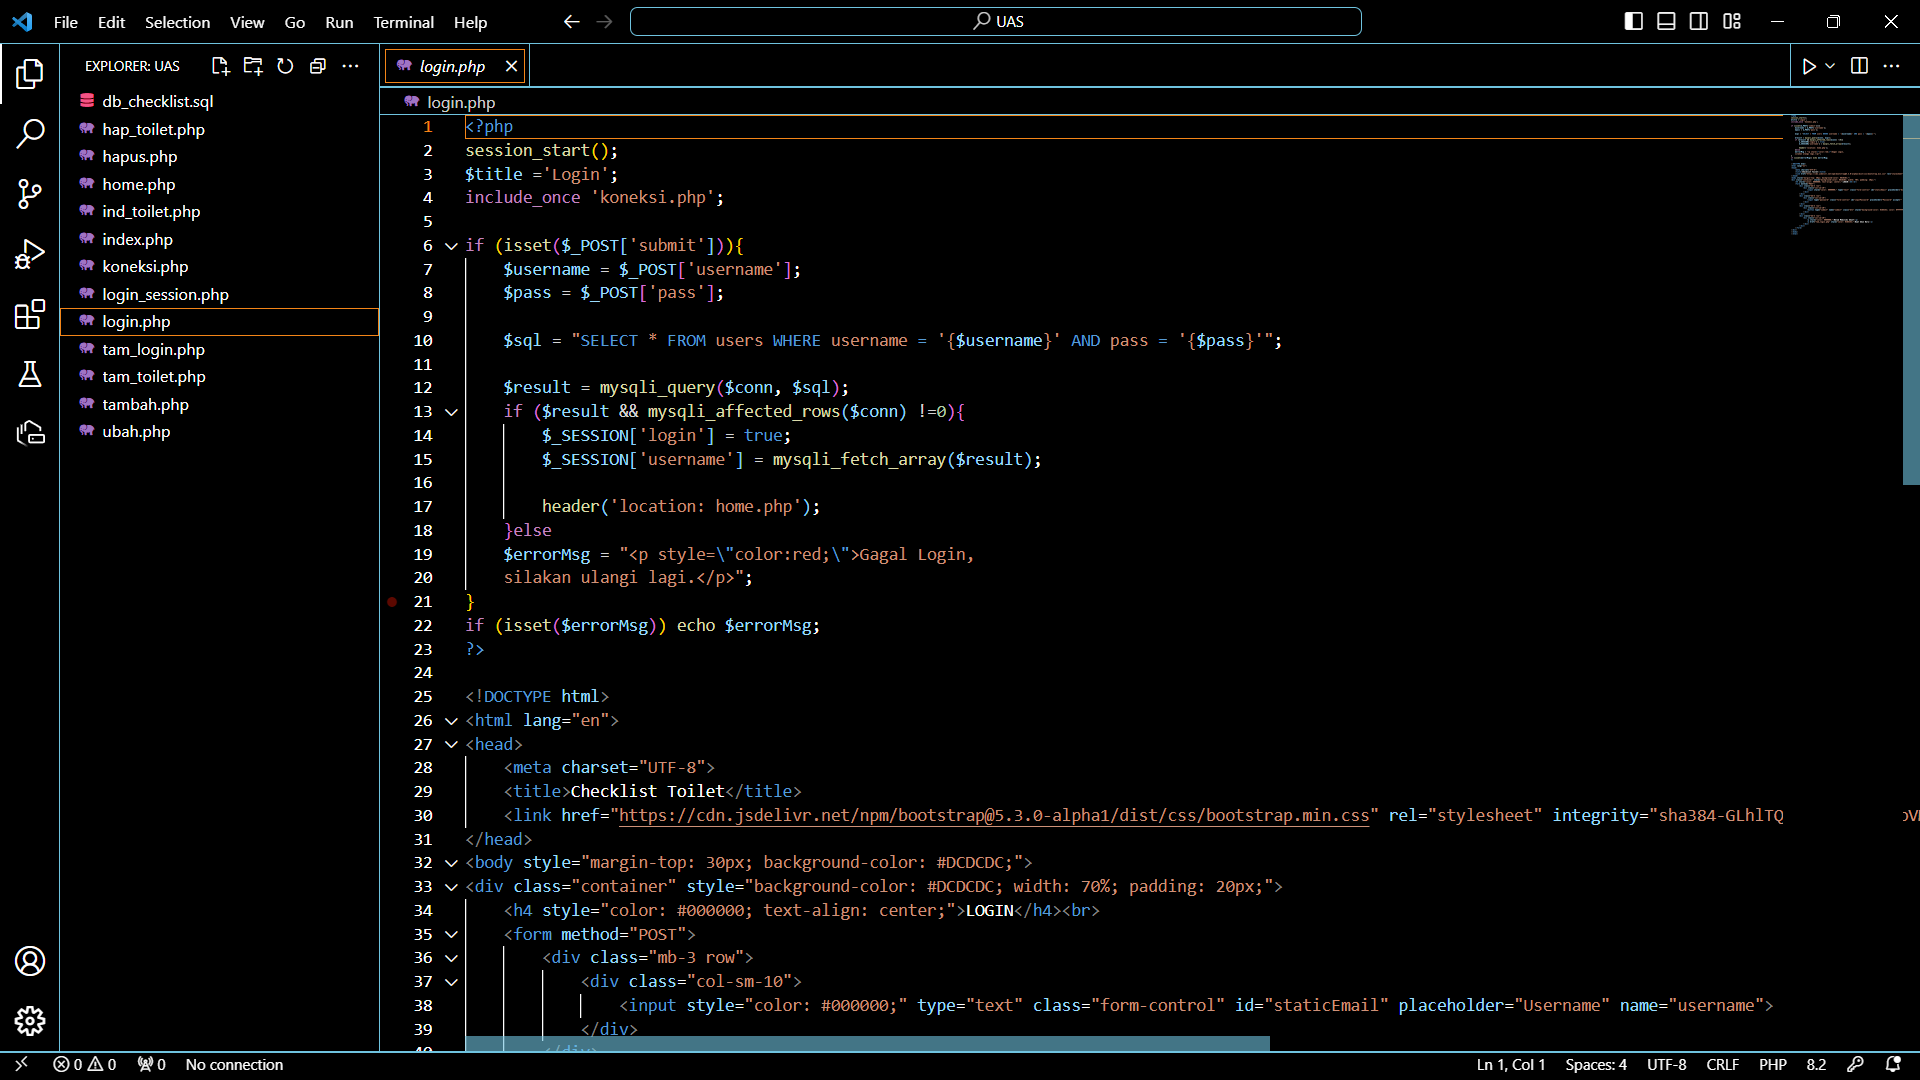 File Edit Selection View Go Run Terminal Help
UAS
EXPLORER: UAS
db_checklist.sql
hap_toilet.php
hapus.php
home.php
ind_toilet.php
index.php
koneksi.php
login_session.php
login.php
tam_login.php
tam_toilet.php
tambah.php
ubah.php
login.php
login.php
1 <?php
2 session_start();
3 $title ='Login';
4 include_once 'koneksi.php';
5
6 if (isset($_POST['submit'])){
7 $username = $_POST['username'];
8 $pass = $_POST['pass'];
9
10 $sql = "SELECT * FROM users WHERE username = '{$username}' AND pass = '{$pass}'";
11
12 $result = mysqli_query($conn, $sql);
13 if ($result && mysqli_affected_rows($conn) !=0){
14 $_SESSION['login'] = true;
15 $_SESSION['username'] = mysqli_fetch_array($result);
16
17 header('location: home.php');
18 }else
19 $errorMsg = "<p style=\"color:red;\">Gagal Login,
20 silakan ulangi lagi.</p>";
21 }
22 if (isset($errorMsg)) echo $errorMsg;
23 ?>
24
25 <!DOCTYPE html>
26 <html lang="en">
27 <head>
28 <meta charset="UTF-8">
29 <title>Checklist Toilet</title>
30 <link href="https://cdn.jsdelivr.net/npm/bootstrap@5.3.0-alpha1/dist/css/bootstrap.min.css" rel="stylesheet" integrity="sha384-GLhlTQ
31 </head>
32 <body style="margin-top: 30px; background-color: #DCDCDC;">
33 <div class="container" style="background-color: #DCDCDC; width: 70%; padding: 20px;">
34 <h4 style="color: #000000; text-align: center;">LOGIN</h4><br>
35 <form method="POST">
36 <div class="mb-3 row">
37 <div class="col-sm-10">
38 <input style="color: #000000;" type="text" class="form-control" id="staticEmail" placeholder="Username" name="username">
39 </div>
40 </div>
0 0 0 No connection
Ln 1, Col 1 Spaces: 4 UTF-8 CRLF PHP 8.2